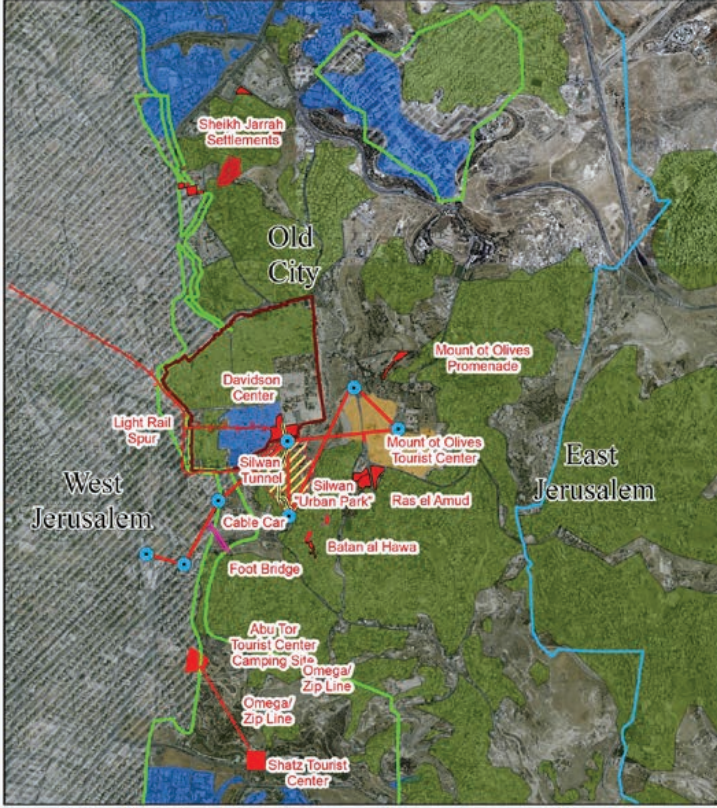 Sheikh Jarrah
Settlements
Old
City
Mount ot Olives
Promenade
Davidson
Center
Light Rail
Spur
Mount ot Olives
Tourist Center
East
Jerusalem
West
Jerusalem
Silwan
Tunnel
Silwan
"Urban Park"
Ras el Amud
Cable Car
Batan al Hawa
Foot Bridge
Abu Tor
Tourist Center
Camping Site
Omega/
Zip Line
Omega/
Zip Line
Shatz Tourist
Center